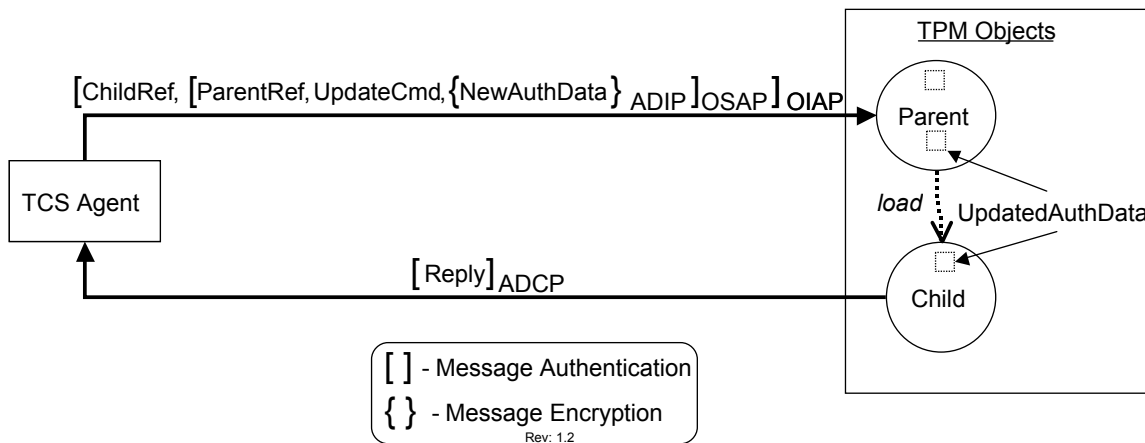 TPM Objects
[ChildRef, [ParentRef, UpdateCmd, {NewAuthData} ADIP]OSAP] OIAP
Parent
TCS Agent
load
UpdatedAuthData
[Reply]ADCP
Child
[ ] - Message Authentication
{ } - Message Encryption
Rev: 1.2